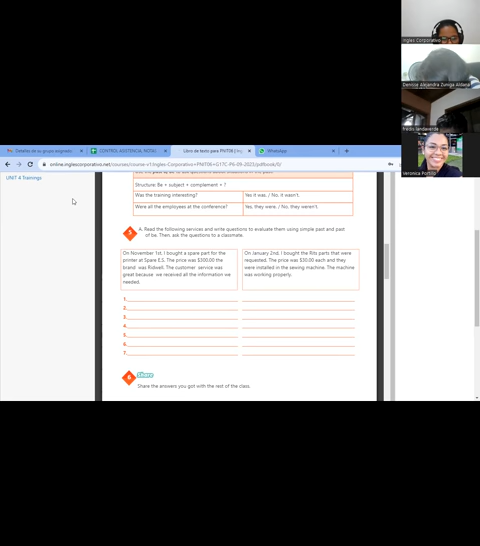 Ingles Corporativo
Denisse Alejandra Zuniga Aldana
fredis landaverde
Veronica Portillo
Detalles de su grupo asignado
CONTROL ASISTENCIA, NOTAS
Libro de texto para PNT06 | Ing
WhatsApp
online.inglescorporativo.net/courses/course-v1:Ingles-Corporativo+PNT06+G17C-P6-09-2023/pdfbook/0/
UNIT 4 Trainings
Structure: Be + subject + complement + ?
Was the training interesting?
Yes it was. / No, it wasn't.
Were all the employees at the conference?
Yes, they were. / No, they weren't.
5
A. Read the following services and write questions to evaluate them using simple past and past
of be. Then, ask the questions to a classmate.
On November 1st, I bought a spare part for the
printer at Spare E.S. The price was $300.00 the
brand was Ridwell. The customer service was
great because we received all the information we
needed.
On January 2nd, I bought the Rits parts that were
requested. The price was $30.00 each and they
were installed in the sewing machine. The machine
was working properly.
1.
2.
3.
4.
5.
6.
7.
6
Share
Share the answers you got with the rest of the class.